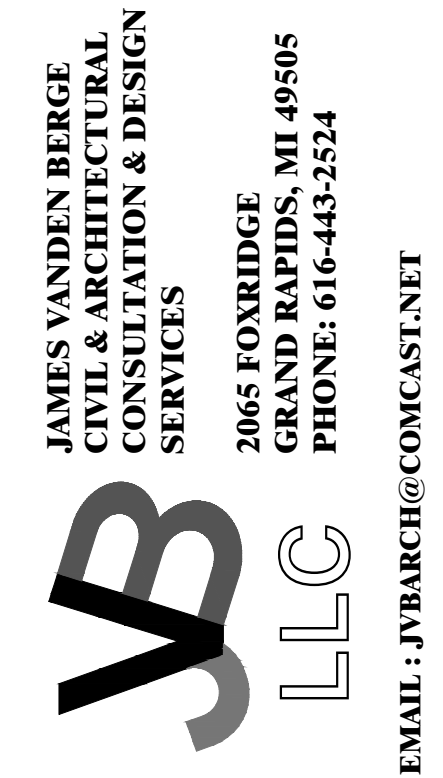 JVB
LLC
JAMES VANDEN BERGE
CIVIL & ARCHITECTURAL
CONSULTATION & DESIGN
SERVICES
2065 FOXRIDGE
GRAND RAPIDS, MI 49505
PHONE: 616-443-2524
EMAIL : JVBARCH@COMCAST.NET